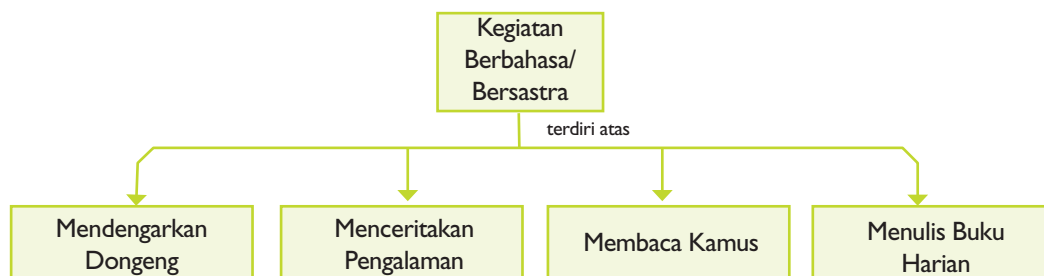 Kegiatan
Berbahasa/
Bersastra
terdiri atas
Mendengarkan
Dongeng
Menceritakan
Pengalaman
Membaca Kamus
Menulis Buku
Harian